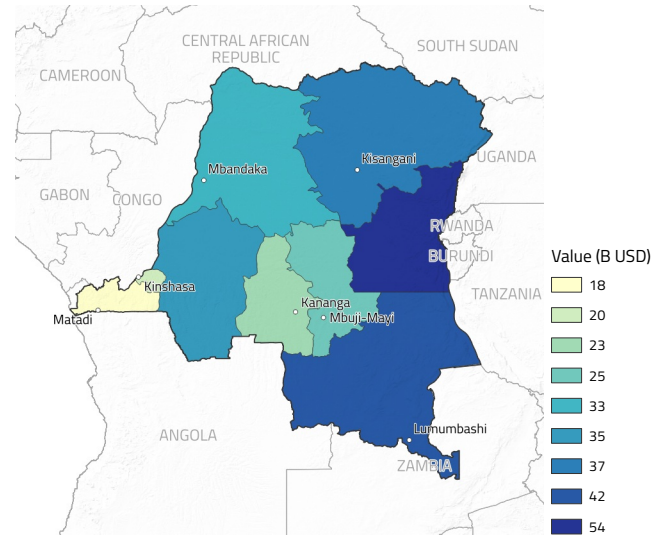 CENTRAL AFRICAN
REPUBLIC
SOUTH SUDAN
CAMEROON
Kisangani
UGANDA
Mbandaka
GABON
CONGO
RWANDA
BURUNDI
Kinshasa
TANZANIA
Kananga
Matadi
Mbuji-Mayi
Lumumbashi
ANGOLA
ZAMBIA
Value (B USD)
18
20
23
25
33
35
37
42
54